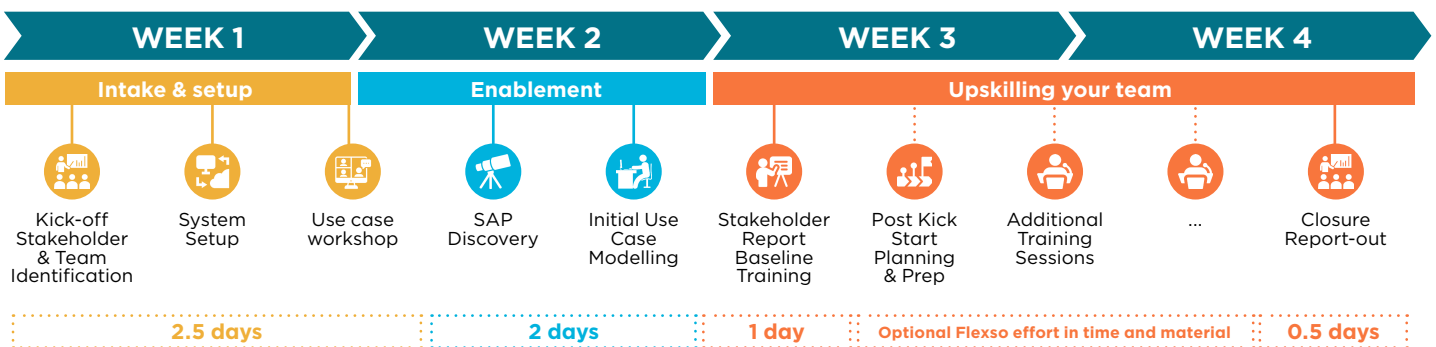 WEEK 1
WEEK 2
WEEK 3
WEEK 4
Intake & setup
Enablement
Upskilling your team
Kick-off
Stakeholder
& Team
Identification
System
Setup
Use case
workshop
SAP
Discovery
Initial Use
Case
Modelling
Stakeholder
Report
Baseline
Training
Post Kick
Start
Planning
& Prep
Additional
Training
Sessions
...
Closure
Report-out
2.5 days
2 days
1 day
Optional Flexso effort in time and material
0.5 days